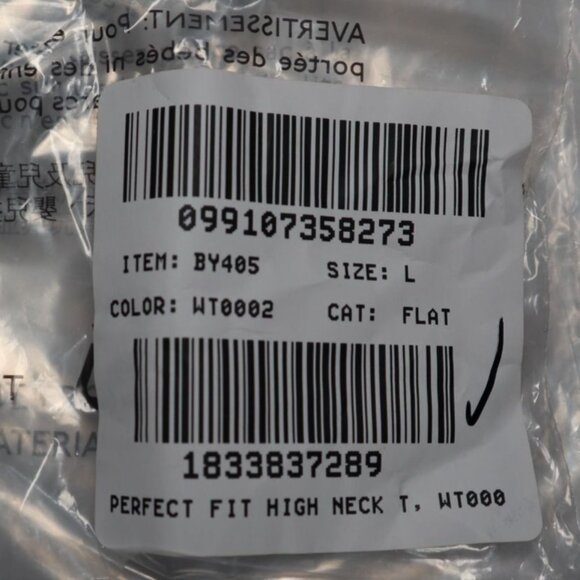 AVERTISSEMENT: Pour
portée des bébés ni des
099107358273
ITEM: BY405 SIZE: L
COLOR: WT0002 CAT: FLAT
1833837289
PERFECT FIT HIGH NECK T, WT000